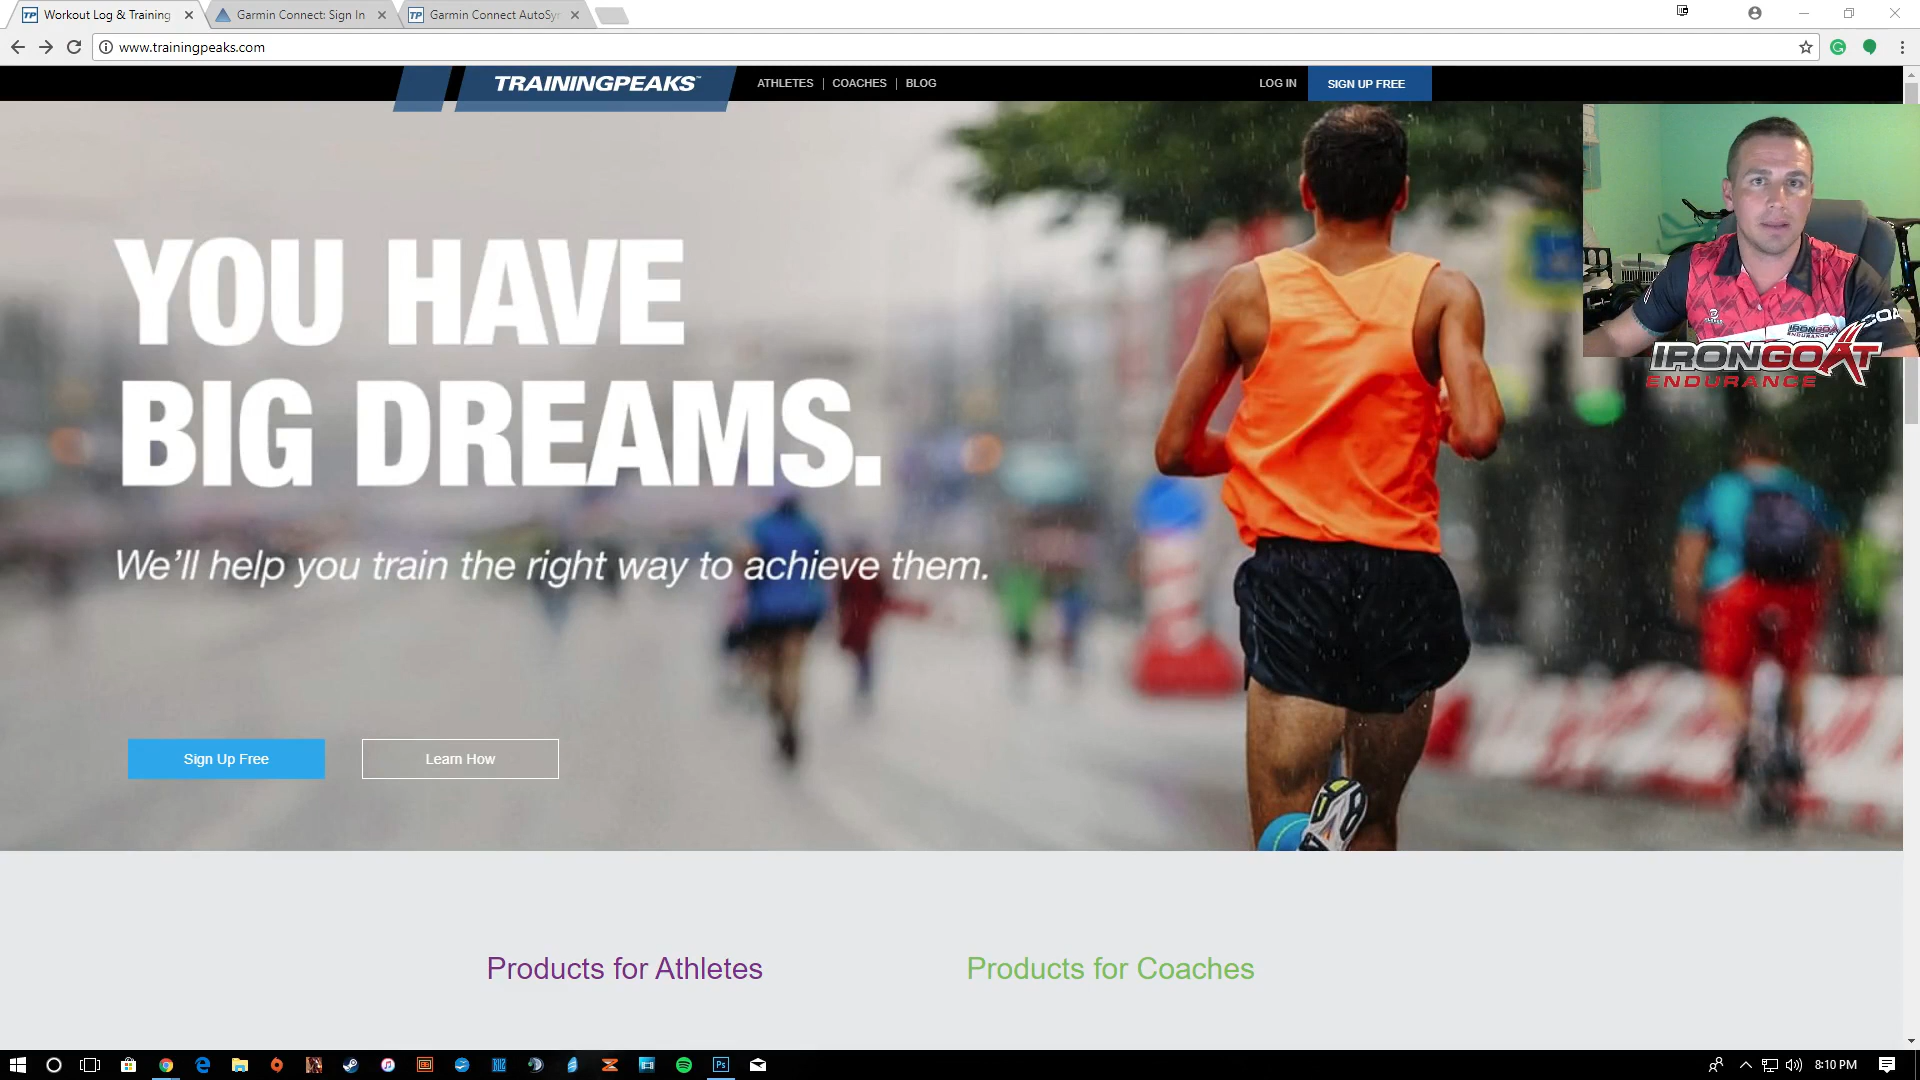 Workout Log & Training
Garmin Connect: Sign In
Garmin Connect AutoSyn
www.trainingpeaks.com
TRAININGPEAKS™
ATHLETES | COACHES | BLOG
LOG IN
SIGN UP FREE
YOU HAVE
BIG DREAMS.
We'll help you train the right way to achieve them.
IRONGOAT
ENDURANCE
Sign Up Free
Learn How
Products for Athletes
Products for Coaches
8:10 PM